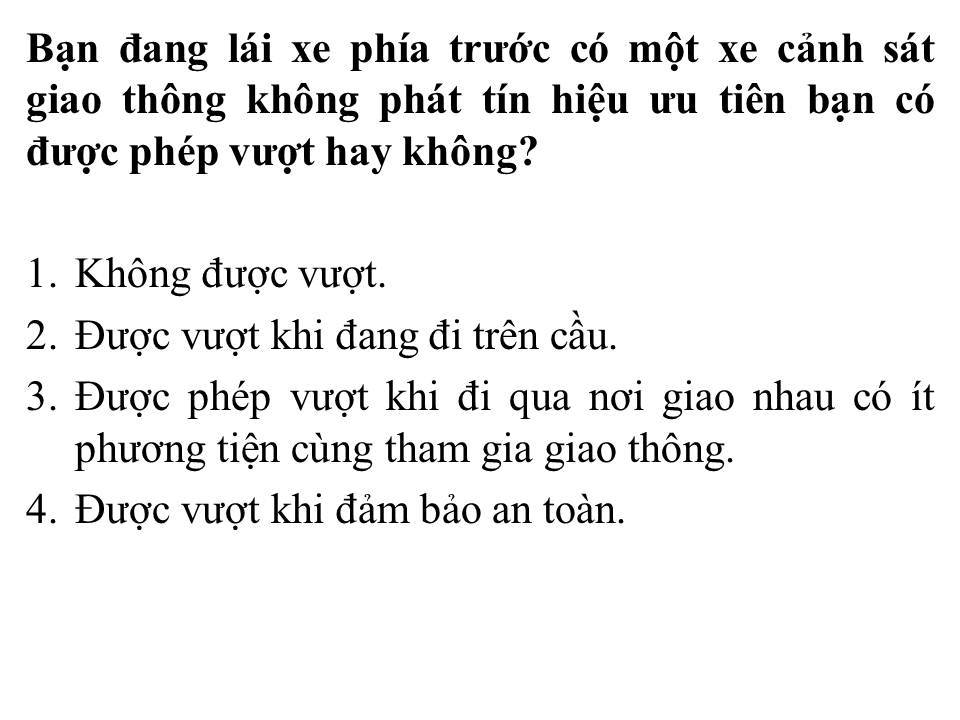 Bạn đang lái xe phía trước có một xe cảnh sát
giao thông không phát tín hiệu ưu tiên bạn có
được phép vượt hay không?
1. Không được vượt.
2. Được vượt khi đang đi trên cầu.
3. Được phép vượt khi đi qua nơi giao nhau có ít
phương tiện cùng tham gia giao thông.
4. Được vượt khi đảm bảo an toàn.